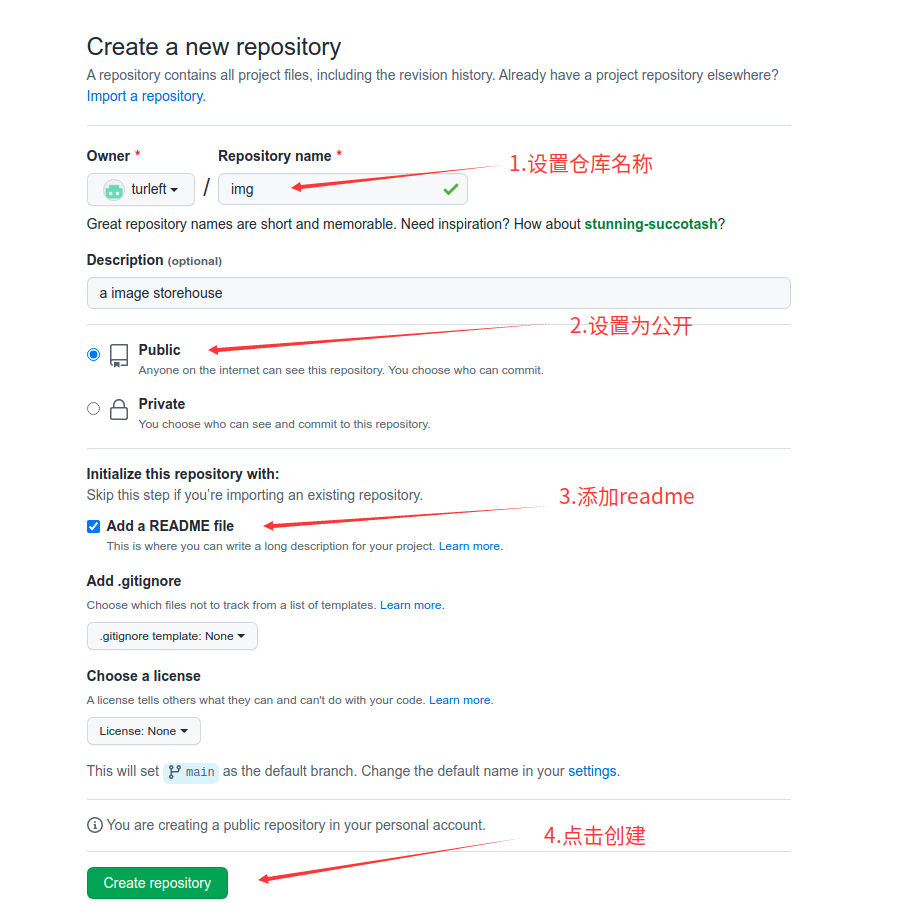 Create a new repository
A repository contains all project files, including the revision history. Already have a project repository elsewhere?
Import a repository.
Owner *
Repository name *
1.设置仓库名称
turleft / img
Great repository names are short and memorable. Need inspiration? How about stunning-succotash?
Description (optional)
a image storehouse
2.设置为公开
Public
Anyone on the internet can see this repository. You choose who can commit.
Private
You choose who can see and commit to this repository.
Initialize this repository with:
Skip this step if you're importing an existing repository.
3.添加readme
Add a README file
This is where you can write a long description for your project. Learn more.
Add .gitignore
Choose which files not to track from a list of templates. Learn more.
.gitignore template: None
Choose a license
A license tells others what they can and can't do with your code. Learn more.
License: None
This will set main as the default branch. Change the default name in your settings.
You are creating a public repository in your personal account.
4.点击创建
Create repository